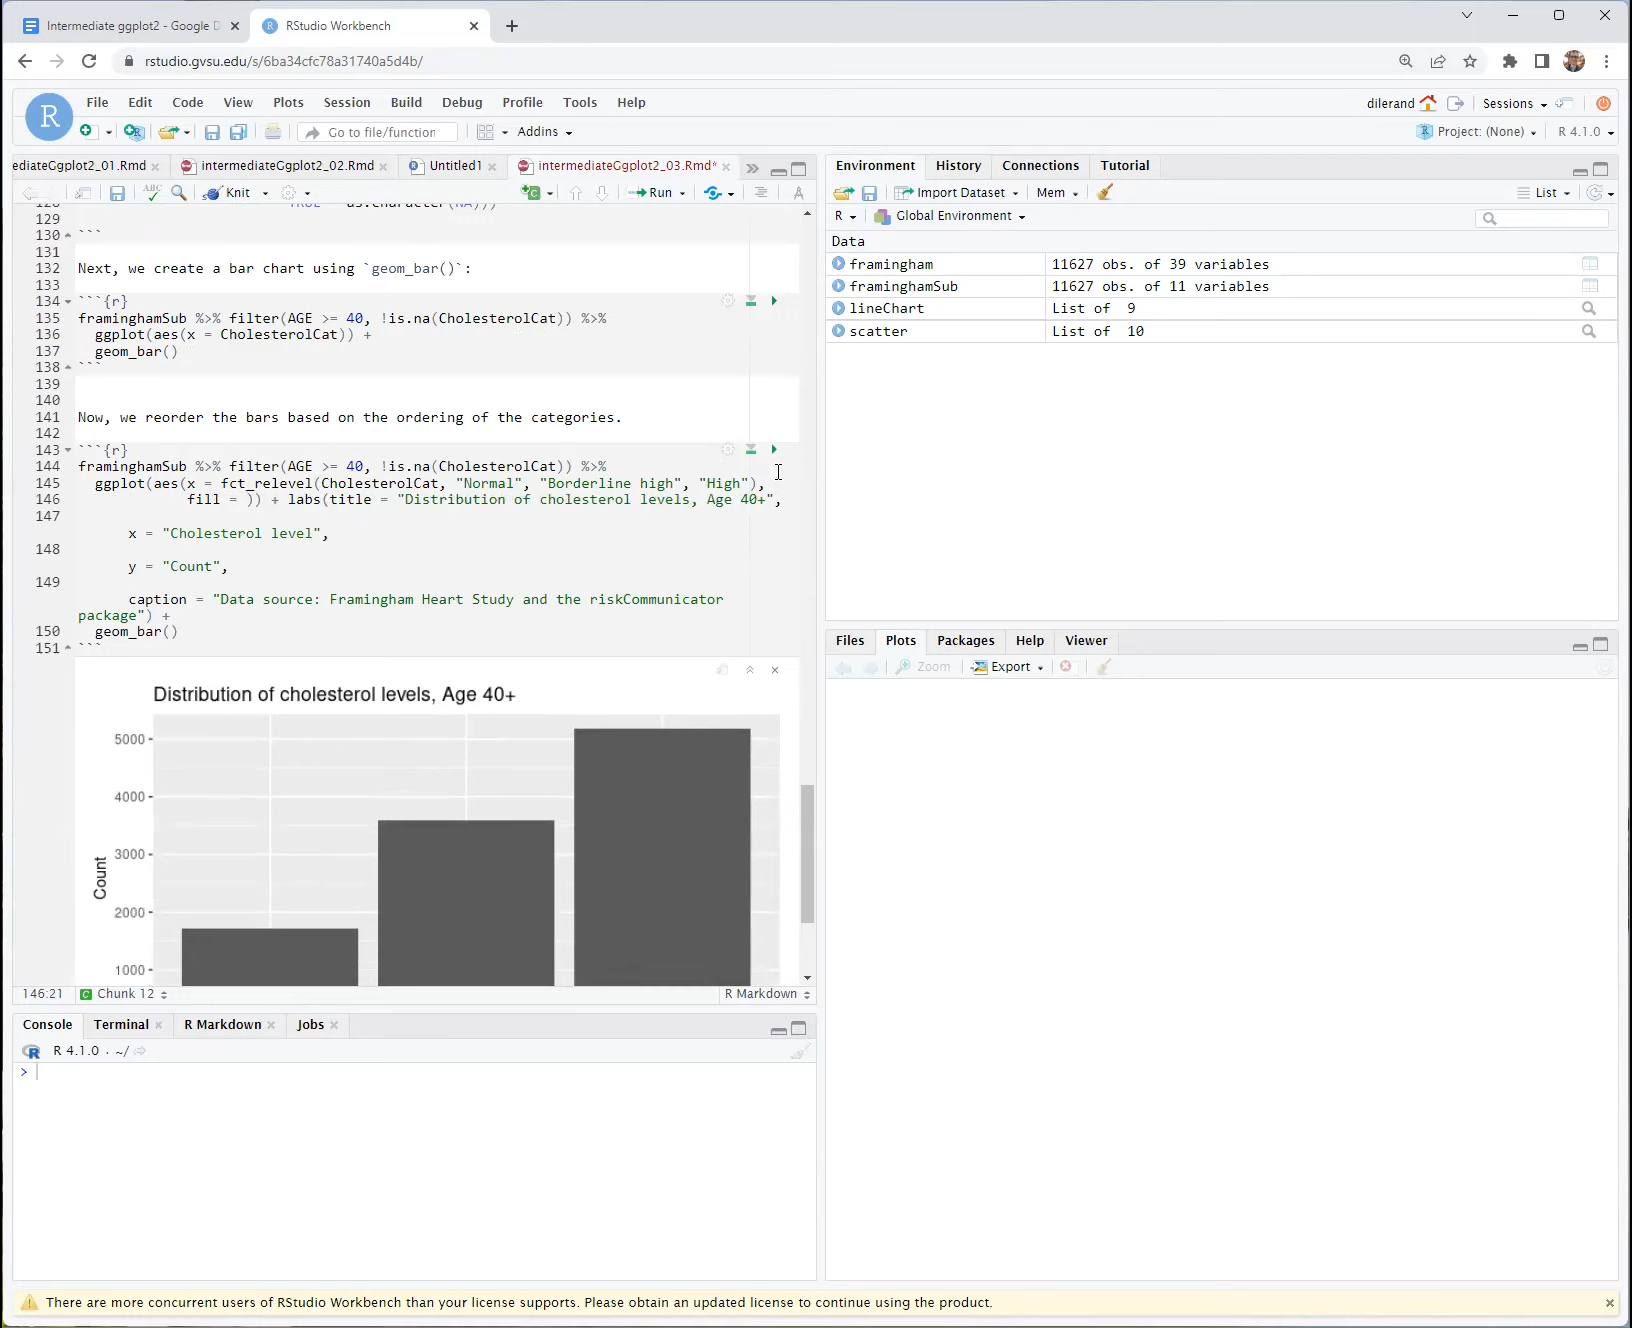 Intermediate ggplot2 - Google D
RStudio Workbench
rstudio.gvsu.edu/s/6ba34cfc78a31740a5d4b/
R
File Edit Code View Plots Session Build Debug Profile Tools Help
dilerand
Sessions
Go to file/function
Addins
Project: (None)
R 4.1.0
ediateGgplot2_01.Rmd
intermediateGgplot2_02.Rmd
Untitled1
intermediateGgplot2_03.Rmd*
ABC
Knit
Run
128 TRUE as.character(NA)))
129
130 ```
131
132 Next, we create a bar chart using `geom_bar()`:
133
134 ```{r}
135 framinghamSub %>% filter(AGE >= 40, !is.na(CholesterolCat)) %>%
136 ggplot(aes(x = CholesterolCat)) +
137 geom_bar()
138 ```
139
140
141 Now, we reorder the bars based on the ordering of the categories.
142
143 ```{r}
144 framinghamSub %>% filter(AGE >= 40, !is.na(CholesterolCat)) %>%
145 ggplot(aes(x = fct_relevel(CholesterolCat, "Normal", "Borderline high", "High"),
146 fill = )) + labs(title = "Distribution of cholesterol levels, Age 40+",
147
x = "Cholesterol level",
148
y = "Count",
149
caption = "Data source: Framingham Heart Study and the riskCommunicator
package") +
150 geom_bar()
151 ```
Distribution of cholesterol levels, Age 40+
5000
4000
3000
2000
1000
Count
146:21
C Chunk 12
R Markdown
Console Terminal R Markdown Jobs
R R 4.1.0 · ~/
>
Environment History Connections Tutorial
Import Dataset
Mem
List
R
Global Environment
Data
framingham 11627 obs. of 39 variables
framinghamSub 11627 obs. of 11 variables
lineChart List of 9
scatter List of 10
Files Plots Packages Help Viewer
Zoom
Export
There are more concurrent users of RStudio Workbench than your license supports. Please obtain an updated license to continue using the product.